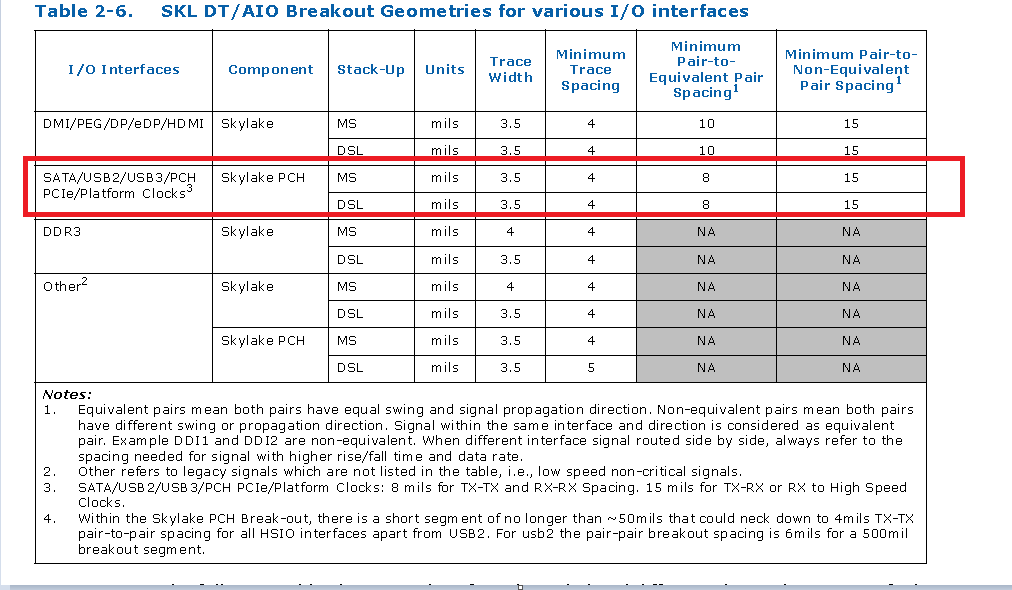 Table 2-6. SKL DT/AIO Breakout Geometries for various I/O interfaces
I/O Interfaces Component Stack-Up Units Trace Width Minimum Trace Spacing Minimum Pair-to-Equivalent Pair Spacing1 Minimum Pair-to-Non-Equivalent Pair Spacing1
DMI/PEG/DP/eDP/HDMI Skylake MS mils 3.5 4 10 15
DSL mils 3.5 4 10 15
SATA/USB2/USB3/PCH PCIe/Platform Clocks3 Skylake PCH MS mils 3.5 4 8 15
DSL mils 3.5 4 8 15
DDR3 Skylake MS mils 4 4 NA NA
DSL mils 3.5 4 NA NA
Other2 Skylake MS mils 4 4 NA NA
DSL mils 3.5 4 NA NA
Skylake PCH MS mils 3.5 4 NA NA
DSL mils 3.5 5 NA NA
Notes:
1. Equivalent pairs mean both pairs have equal swing and signal propagation direction. Non-equivalent pairs mean both pairs
have different swing or propagation direction. Signal within the same interface and direction is considered as equivalent
pair. Example DDI1 and DDI2 are non-equivalent. When different interface signal routed side by side, always refer to the
spacing needed for signal with higher rise/fall time and data rate.
2. Other refers to legacy signals which are not listed in the table, i.e., low speed non-critical signals.
3. SATA/USB2/USB3/PCH PCIe/Platform Clocks: 8 mils for TX-TX and RX-RX Spacing. 15 mils for TX-RX or RX to High Speed
Clocks.
4. Within the Skylake PCH Break-out, there is a short segment of no longer than ~50mils that could neck down to 4mils TX-TX
pair-to-pair spacing for all HSIO interfaces apart from USB2. For usb2 the pair-pair breakout spacing is 6mils for a 500mil
breakout segment.